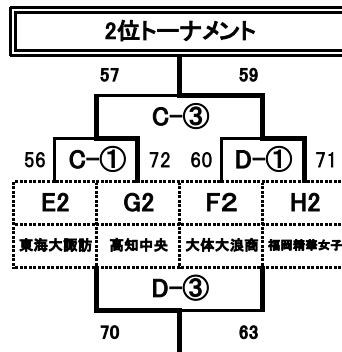 2位トーナメント
57 59
C-③
56 C-① 72 60 D-① 71
E2 G2 F2 H2
東海大諏訪 高知中央 大体大浪商 福岡精華女子
D-③
70 63